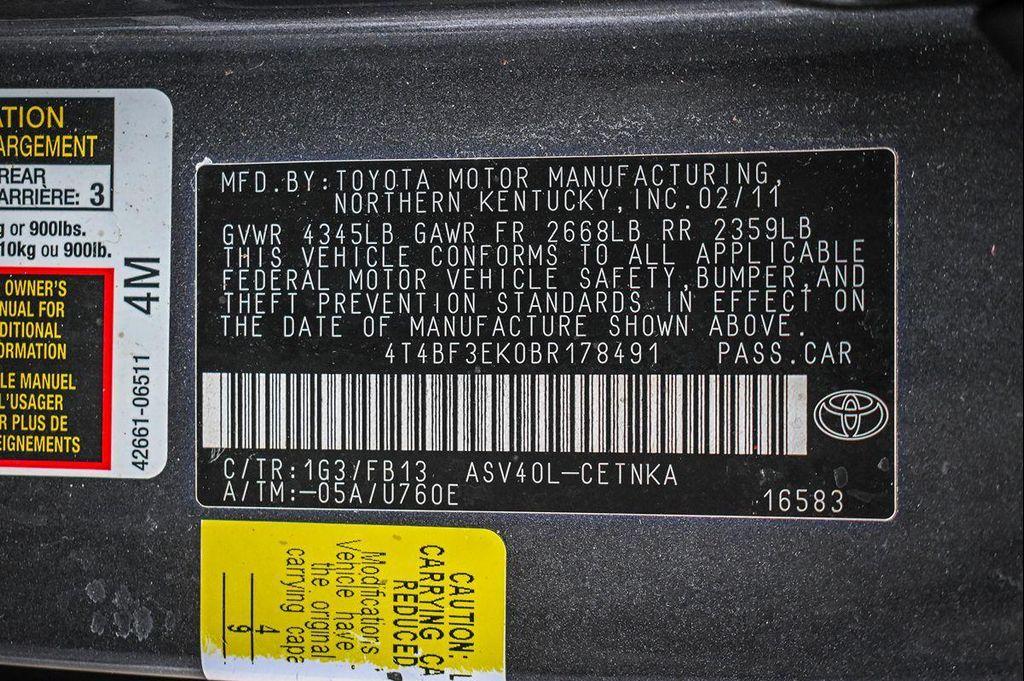 ATION
ARGEMENT
REAR
ARRIÈRE: 3
g or 900lbs.
10kg ou 900lb.
OWNER'S
NUAL FOR
DITIONAL
ORMATION
LE MANUEL
L'USAGER
R PLUS DE
EIGNEMENTS
4M
42661-06511
MFD.BY:TOYOTA MOTOR MANUFACTURING,
NORTHERN KENTUCKY,INC.02/11
GVWR 4345LB GAWR FR 2668LB RR 2359LB
THIS VEHICLE CONFORMS TO ALL APPLICABLE
FEDERAL MOTOR VEHICLE SAFETY,BUMPER,AND
THEFT PREVENTION STANDARDS IN EFFECT ON
THE DATE OF MANUFACTURE SHOWN ABOVE.
4T4BF3EK0BR178491 PASS.CAR
C/TR:1G3/FB13 ASV40L-CETNKA
A/TM:-05A/U760E
16583
CAUTION: L
CARRYING CA
REDUCED
Modifications
vehicle have
the original
carrying capa
4
9